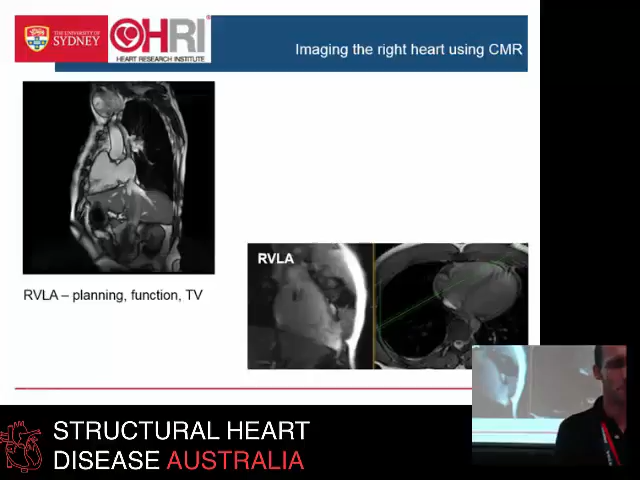 THE UNIVERSITY OF
SYDNEY
HRI
HEART RESEARCH INSTITUTE
Imaging the right heart using CMR
RVLA
RVLA – planning, function, TV
STRUCTURAL HEART
DISEASE AUSTRALIA